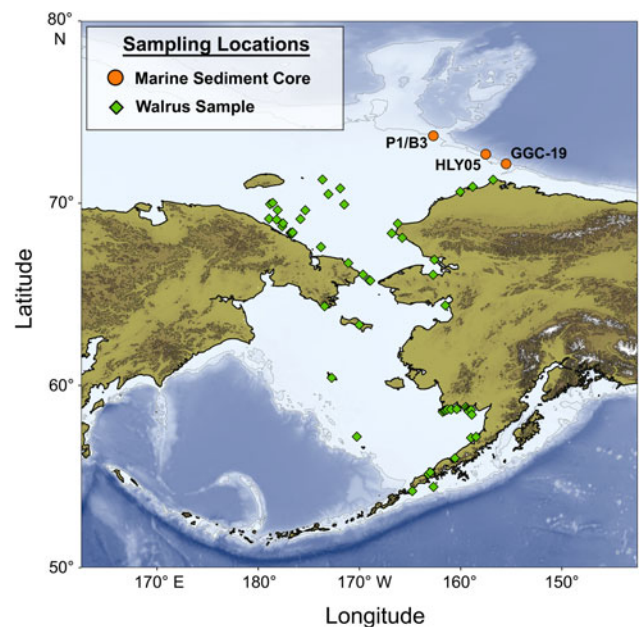 80°
N
Sampling Locations
Marine Sediment Core
Walrus Sample
P1/B3
HLY05
GGC-19
70°
Latitude
60°
50°
170° E
180°
170° W
160°
150°
Longitude